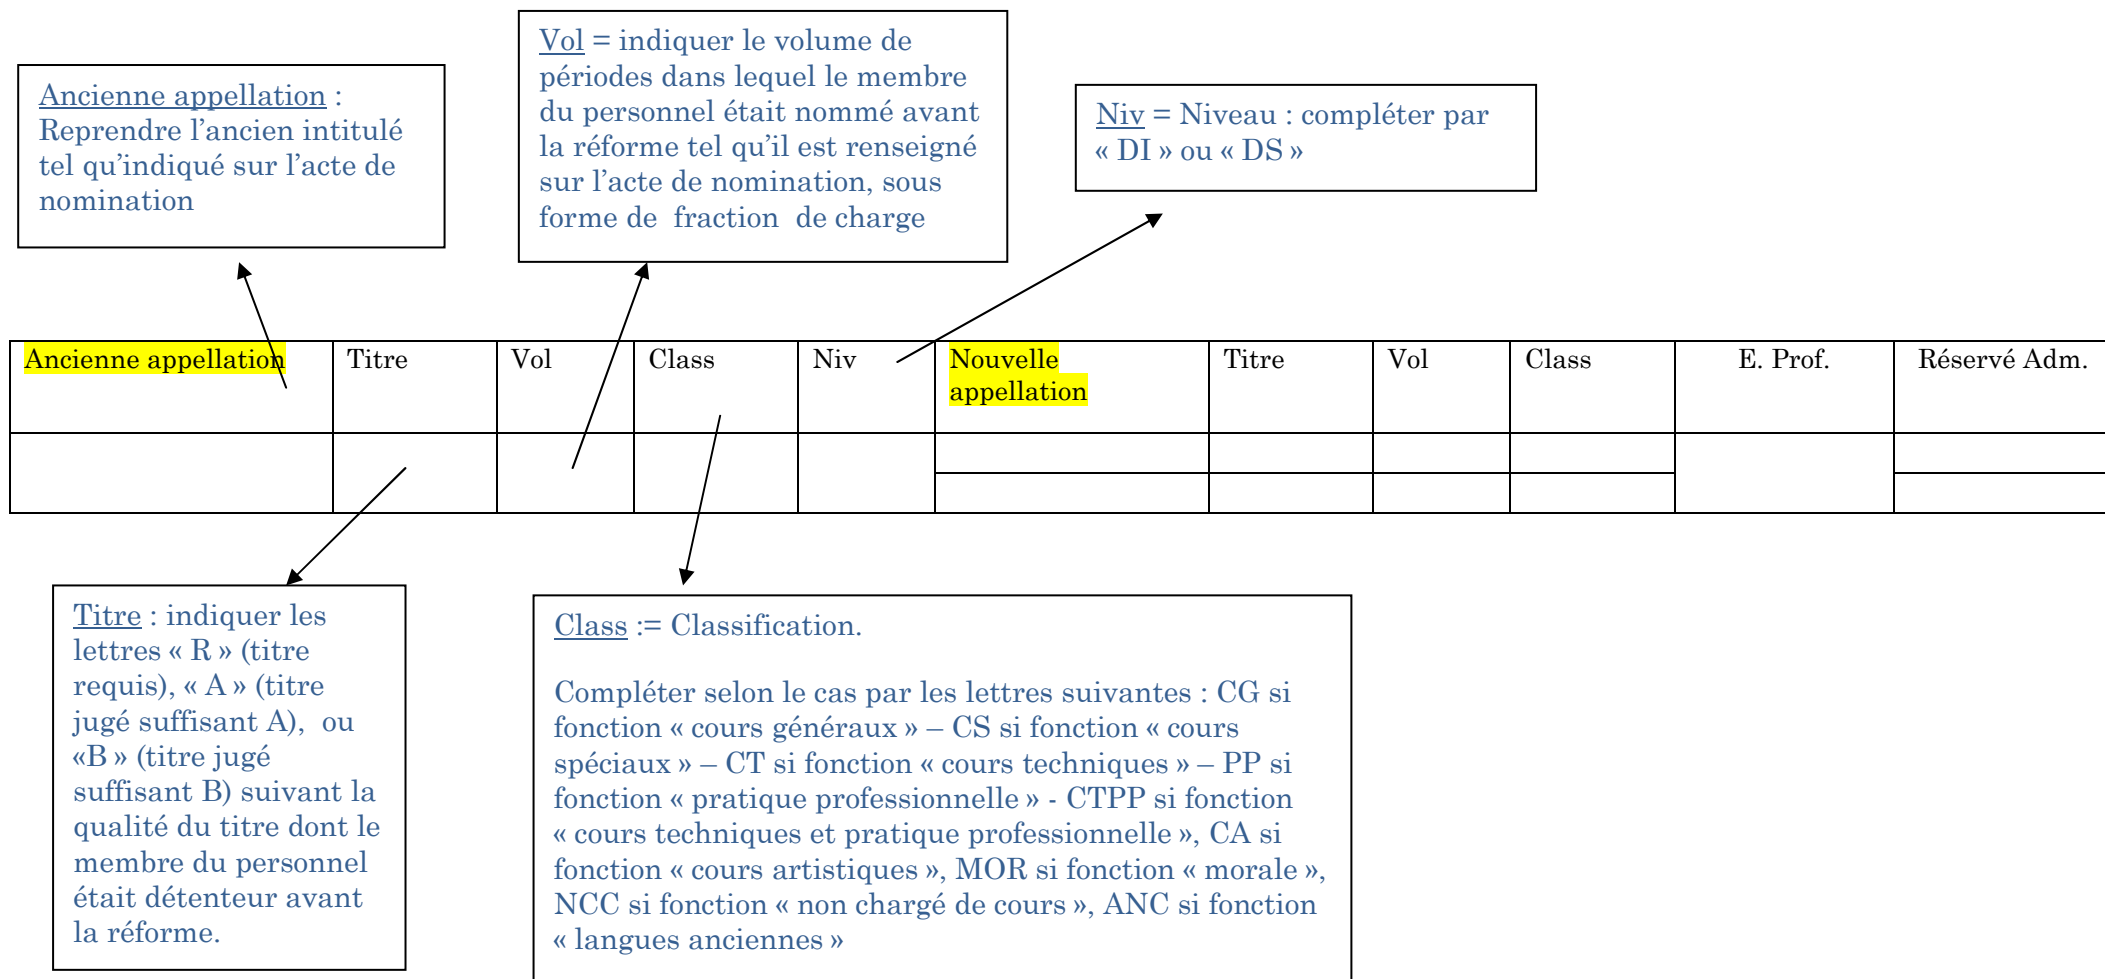 Ancienne appellation :
Reprendre l’ancien intitulé
tel qu’indiqué sur l’acte de
nomination
Vol = indiquer le volume de
périodes dans lequel le membre
du personnel était nommé avant
la réforme tel qu’il est renseigné
sur l’acte de nomination, sous
forme de fraction de charge
Niv = Niveau : compléter par
« DI » ou « DS »
Ancienne appellation Titre Vol Class Niv Nouvelle Titre Vol Class E. Prof. Réservé Adm.
appellation
Titre : indiquer les
lettres « R » (titre
requis), « A » (titre
jugé suffisant A), ou
«B » (titre jugé
suffisant B) suivant la
qualité du titre dont le
membre du personnel
était détenteur avant
la réforme.
Class := Classification.
Compléter selon le cas par les lettres suivantes : CG si
fonction « cours généraux » – CS si fonction « cours
spéciaux » – CT si fonction « cours techniques » – PP si
fonction « pratique professionnelle » - CTPP si fonction
« cours techniques et pratique professionnelle », CA si
fonction « cours artistiques », MOR si fonction « morale »,
NCC si fonction « non chargé de cours », ANC si fonction
« langues anciennes »